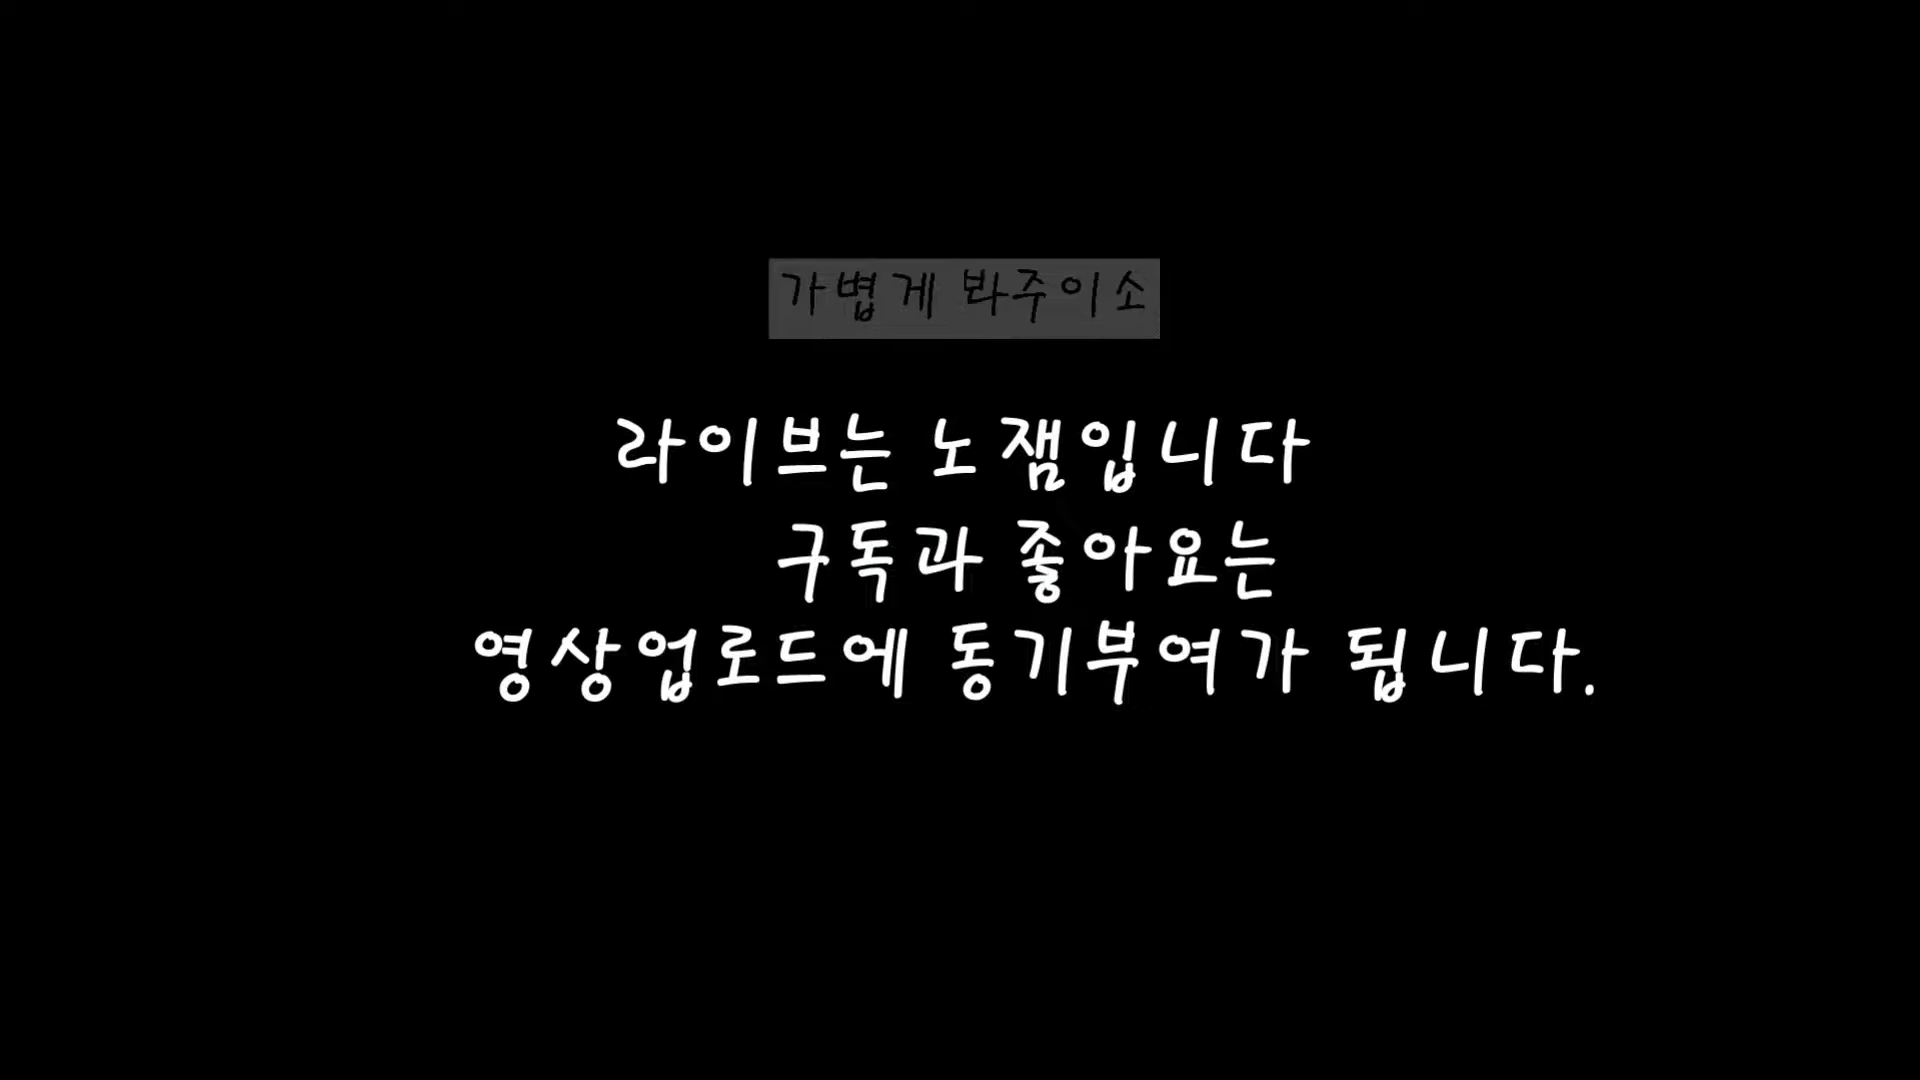 가볍게 봐주이소
라이브는 노잼입니다
구독과 좋아요는
영상업로드에 동기부여가 됩니다.